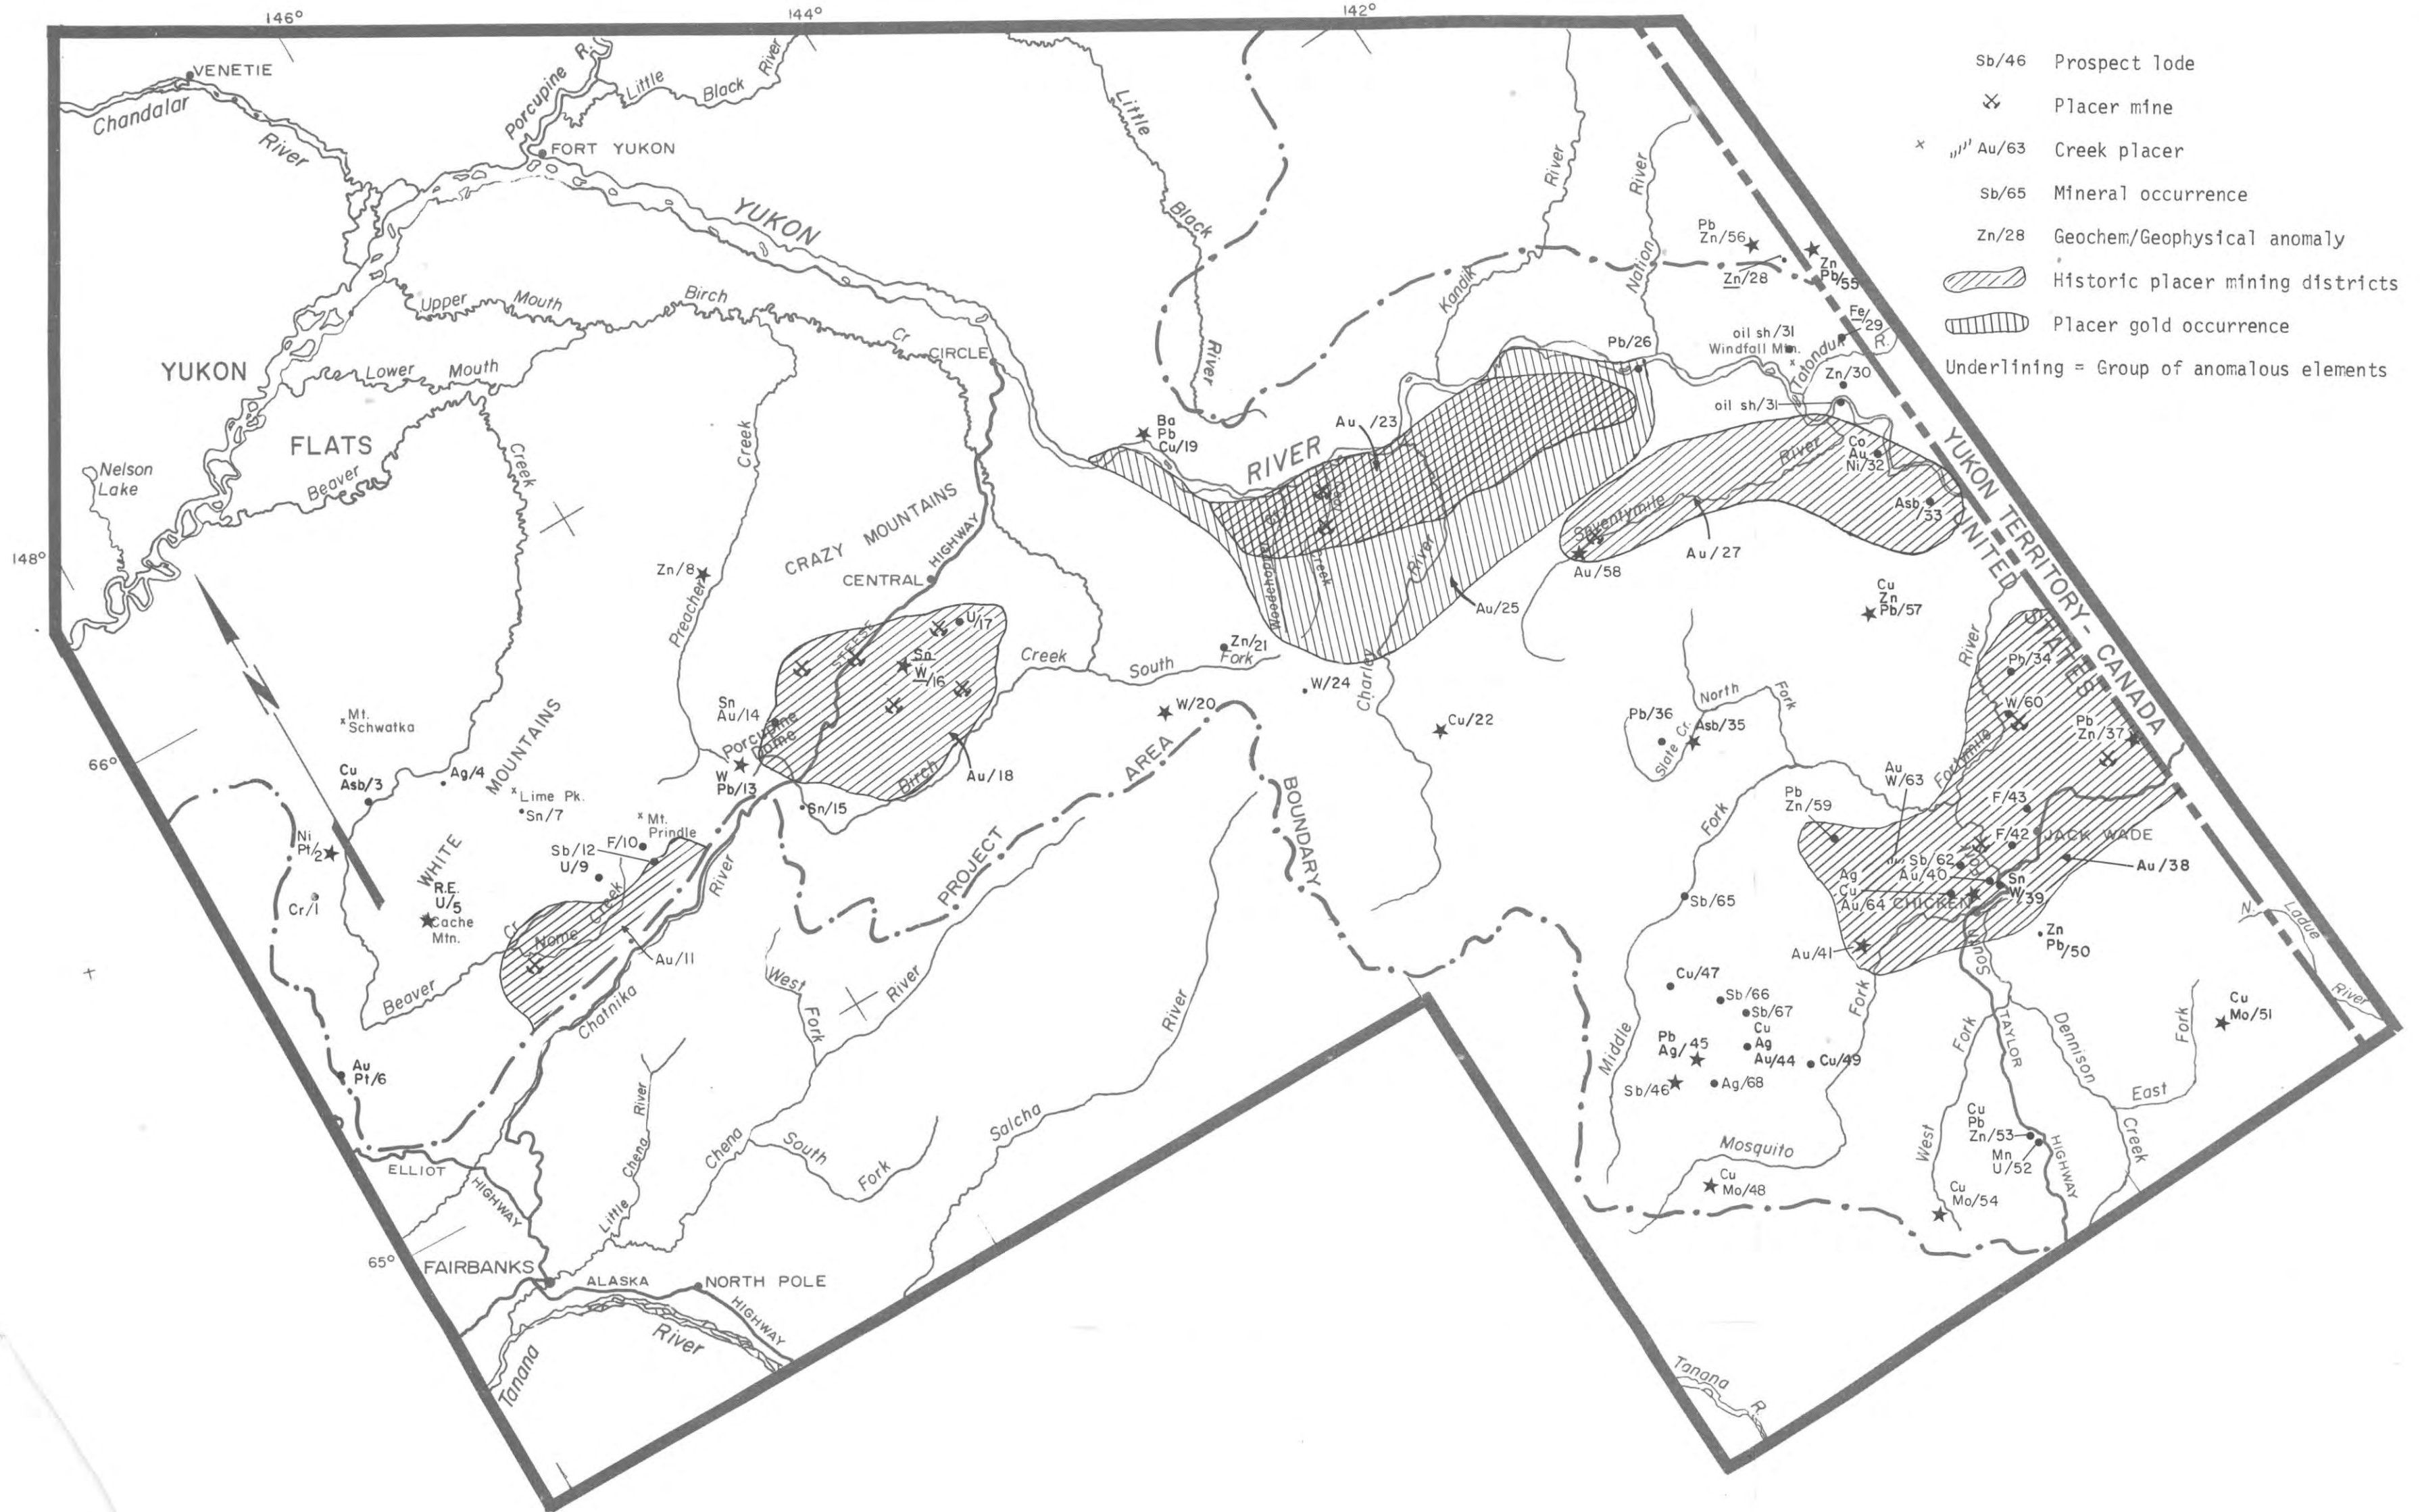 146°
144°
142°
148°
66°
65°
Sb/46 Prospect lode
Placer mine
Au/63 Creek placer
Sb/65 Mineral occurrence
Zn/28 Geochem/Geophysical anomaly
Historic placer mining districts
Placer gold occurrence
Underlining = Group of anomalous elements
VENETIE
Chandalar
River
Porcupine R.
Little Black River
FORT YUKON
YUKON
Little
Black
River
River
Kandik
River
Nation
Upper Mouth Birch Cr
CIRCLE
YUKON
Lower Mouth
FLATS
Beaver
Creek
Creek
Preacher
Nelson
Lake
CRAZY MOUNTAINS
CENTRAL
HIGHWAY
STEESE
RIVER
Pb
Zn/56
Zn
Pb/55
Zn/28
Fe/
29
oil sh/31
Windfall Mtn.
Tatonduk R.
Zn/30
oil sh/31
Pb/26
Au /23
Ba
Pb
Cu/19
Co
Au
Ni/32
River
Asb
/33
Seventymile
Au/27
Au/58
Au/25
Coal
Creek
Woodchopper
Cr
River
Charley
YUKON TERRITORY - CANADA
UNITED
STATES
Zn/8
U/17
Sn
W/16
Sn
Au/14
Porcupine
Dome
W
Pb/13
Sn/15
Au/18
Birch
Creek
South
Fork
Zn/21
W/24
W/20
Cu/22
Cu
Zn
Pb/57
River
Pb/34
W/60
Pb
Zn/37
Fortymile
North
Fork
Pb/36
Asb/35
Slate Cr.
Mt.
Schwatka
Cu
Asb/3
Ag/4
MOUNTAINS
WHITE
Lime Pk.
Sn/7
Mt.
Prindle
F/10
Sb/12
U/9
Ni
Pt/2
Cr/1
R.E.
U/5
Cache
Mtn.
Nome
Creek
Au/11
Beaver
Cr
Chatnika
River
Au
Pt/6
PROJECT
AREA
BOUNDARY
Au
W/63
Pb
Zn/59
F/43
F/42
JACK WADE
Fork
Sb/62
Au/40
Ag
Cu
Au/64
CHICKEN
Sn
W/39
Au/38
Au/41
Zn
Pb/50
South
Fork
Middle
Sb/65
Cu/47
Sb/66
Sb/67
Cu
Ag
Au/44
Pb
Ag/45
Cu/49
Sb/46
Ag/68
Fork
Mosquito
Cu
Mo/48
N.
Ladue
River
Cu
Mo/51
Fork
East
Dennison
Creek
TAYLOR
HIGHWAY
Fork
West
Cu
Pb
Zn/53
Mn
U/52
Cu
Mo/54
West
Fork
River
River
Salcha
Little
Chena
River
Chena
South
Fork
ELLIOT
HIGHWAY
FAIRBANKS
ALASKA
HIGHWAY
NORTH POLE
Tanana
River
Tanana
R.